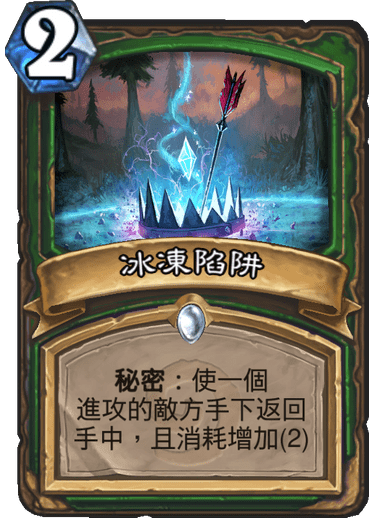 2
冰凍陷阱
秘密：使一個
進攻的敵方手下返回
手中，且消耗增加(2)